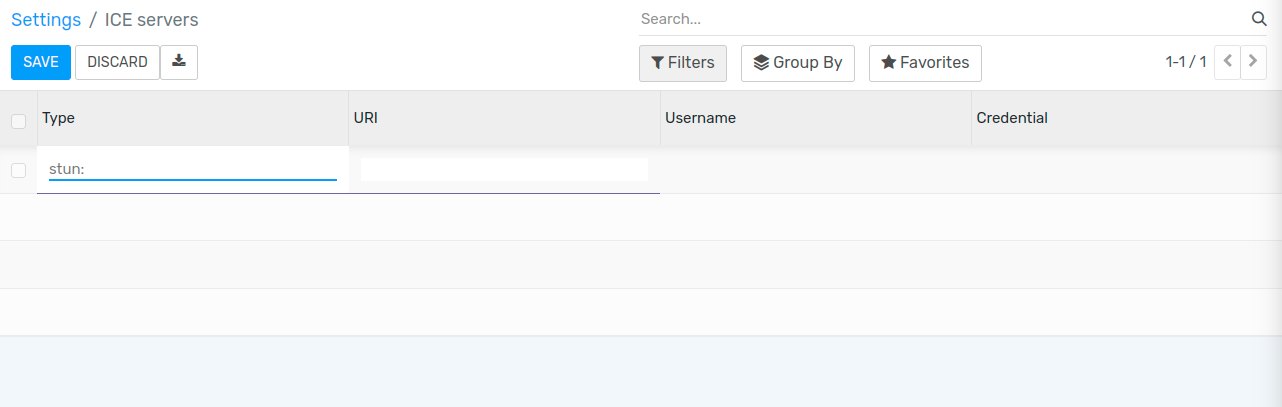 Settings / ICE servers
Search...
SAVE DISCARD
Filters Group By Favorites 1-1 / 1
Type URI Username Credential
stun: